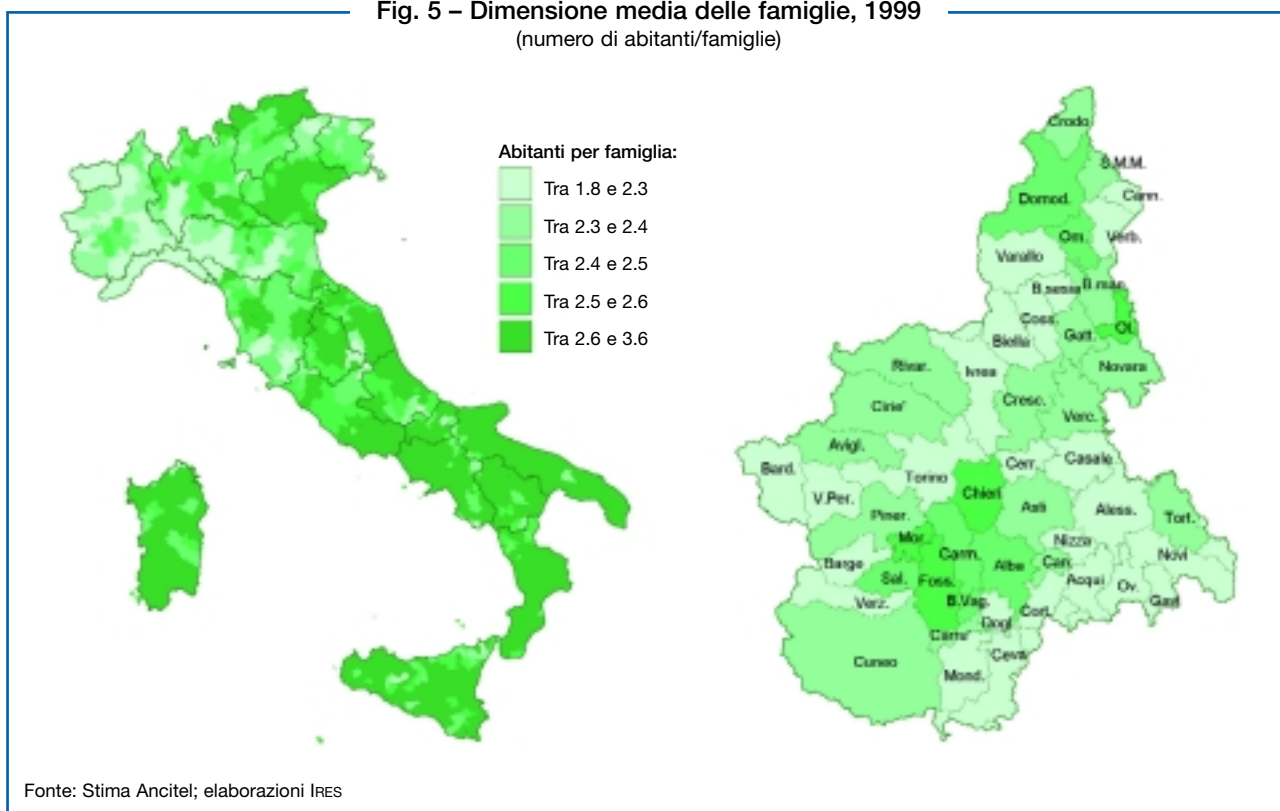 Fig. 5 – Dimensione media delle famiglie, 1999
(numero di abitanti/famiglie)
Abitanti per famiglia:
Tra 1.8 e 2.3
Tra 2.3 e 2.4
Tra 2.4 e 2.5
Tra 2.5 e 2.6
Tra 2.6 e 3.6
Crodo
S.M.M.
Cann.
Domod.
Om.
Verb.
Varallo
B.sesia
B.man.
Coss.
Ol.
Biella
Gatt.
Rivar.
Ivrea
Novara
Cirie'
Cresc.
Verc.
Avigl.
Bard.
Torino
Cerr.
Casale
V.Per.
Chieri
Asti
Aless.
Tort.
Piner.
Mor.
Nizza
Carm.
Novi
Barge
Alba
Can.
Sal.
Foss.
Acqui
Ov.
Verz.
B.Vag.
Gavi
Cort.
Dogl.
Carru'
Ceva
Cuneo
Mond.
Fonte: Stima Ancitel; elaborazioni IRES